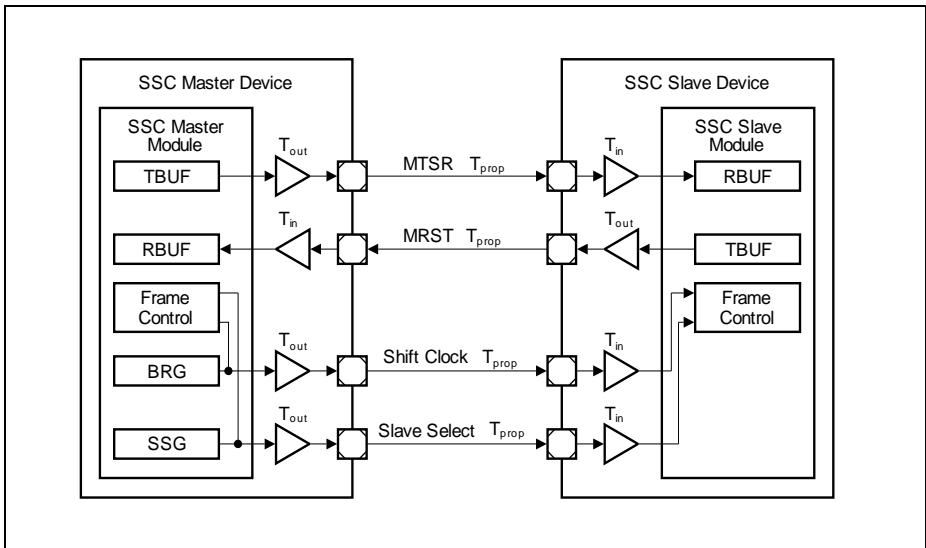 SSC Master Device
SSC Slave Device
SSC Master
Module
SSC Slave
Module
Tout
Tin
TBUF
MTSR Tprop
RBUF
Tin
Tout
RBUF
MRST Tprop
TBUF
Frame
Control
Frame
Control
Tout
Tin
BRG
Shift Clock Tprop
Tout
Tin
SSG
Slave Select Tprop